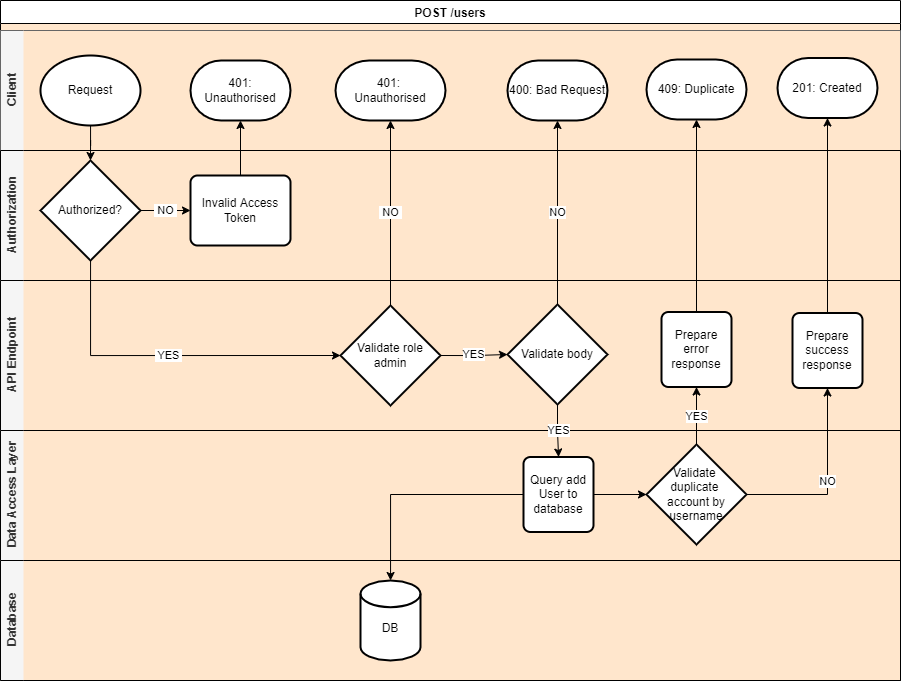 POST /users
Client
Request
401:
Unauthorised
401:
Unauthorised
400: Bad Request
409: Duplicate
201: Created
Authorization
Authorized?
NO
Invalid Access
Token
NO
NO
API Endpoint
YES
Validate role
admin
YES
Validate body
Prepare
error
response
Prepare
success
response
YES
YES
Data Access Layer
Query add
User to
database
Validate
duplicate
account by
username
NO
Database
DB